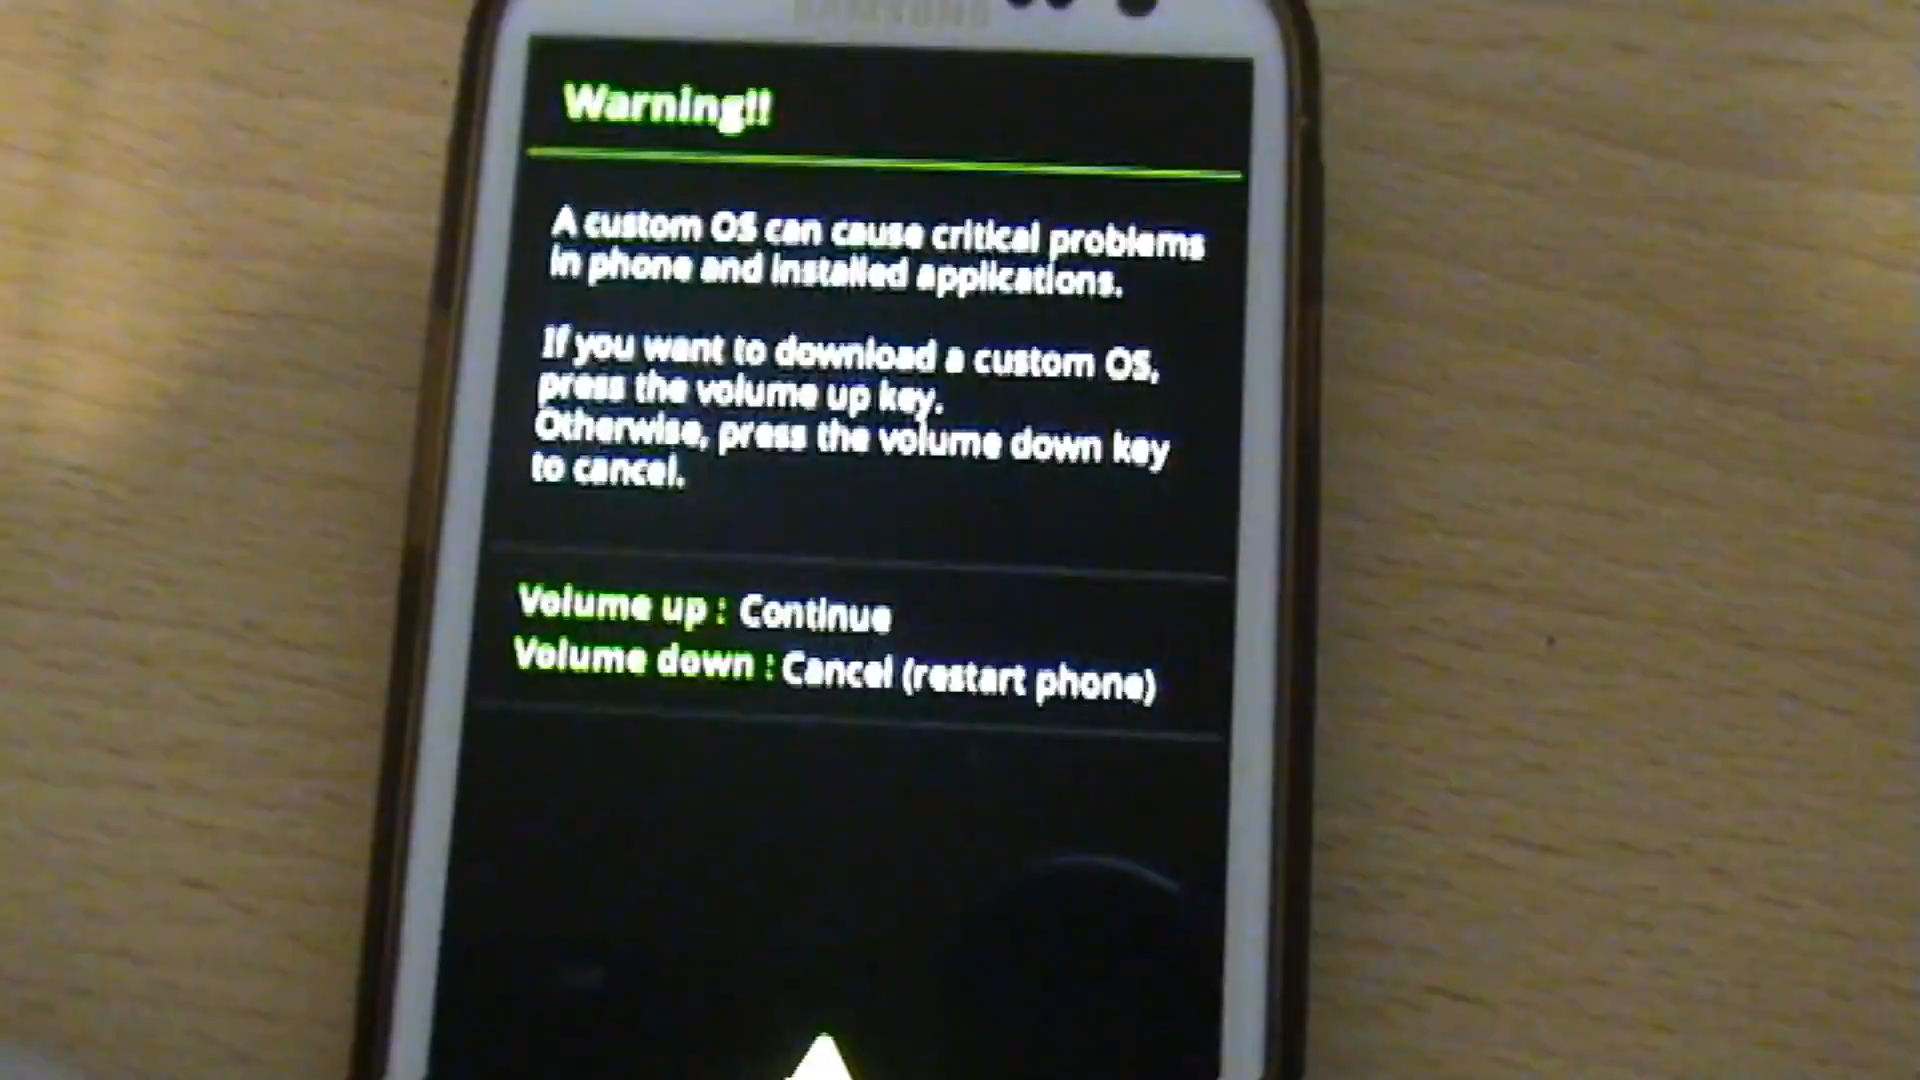 SAMSUNG
Warning!!
A custom OS can cause critical problems
in phone and installed applications.
If you want to download a custom OS,
press the volume up key.
Otherwise, press the volume down key
to cancel.
Volume up : Continue
Volume down : Cancel (restart phone)